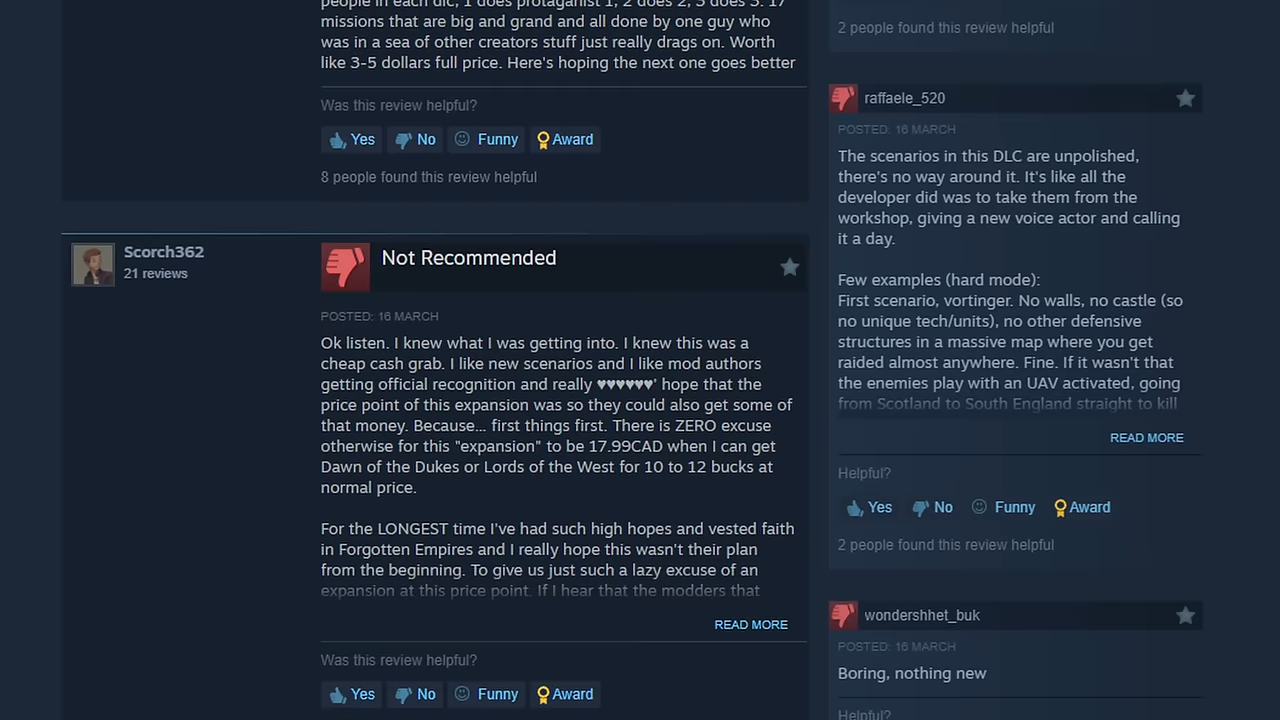 people in each dlc, 1 does protaganist 1, 2 does 2, 3 does 3. 17
missions that are big and grand and all done by one guy who
was in a sea of other creators stuff just really drags on. Worth
like 3-5 dollars full price. Here's hoping the next one goes better
Was this review helpful?
Yes
No
Funny
Award
8 people found this review helpful
Scorch362
21 reviews
Not Recommended
POSTED: 16 MARCH
Ok listen. I knew what I was getting into. I knew this was a
cheap cash grab. I like new scenarios and I like mod authors
getting official recognition and really ♥♥♥♥♥♥' hope that the
price point of this expansion was so they could also get some of
that money. Because... first things first. There is ZERO excuse
otherwise for this "expansion" to be 17.99CAD when I can get
Dawn of the Dukes or Lords of the West for 10 to 12 bucks at
normal price.
For the LONGEST time I've had such high hopes and vested faith
in Forgotten Empires and I really hope this wasn't their plan
from the beginning. To give us just such a lazy excuse of an
expansion at this price point. If I hear that the modders that
READ MORE
Was this review helpful?
Yes
No
Funny
Award
2 people found this review helpful
raffaele_520
POSTED: 16 MARCH
The scenarios in this DLC are unpolished,
there's no way around it. It's like all the
developer did was to take them from the
workshop, giving a new voice actor and calling
it a day.
Few examples (hard mode):
First scenario, vortinger. No walls, no castle (so
no unique tech/units), no other defensive
structures in a massive map where you get
raided almost anywhere. Fine. If it wasn't that
the enemies play with an UAV activated, going
from Scotland to South England straight to kill
READ MORE
Helpful?
Yes
No
Funny
Award
2 people found this review helpful
wondershhet_buk
POSTED: 16 MARCH
Boring, nothing new
Helpful?